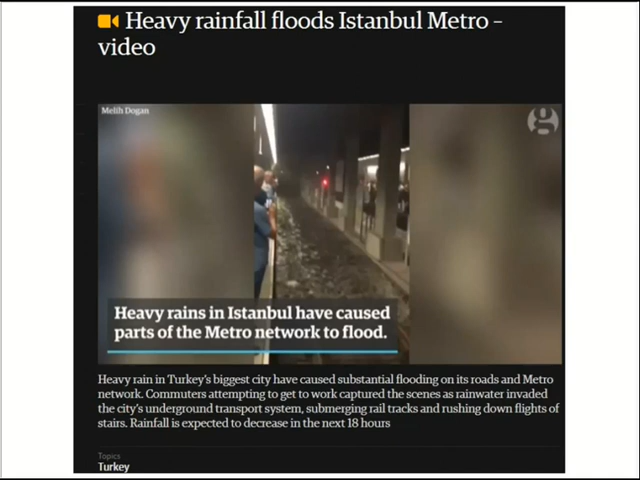 Heavy rainfall floods Istanbul Metro –
video
Melih Dogan
Heavy rains in Istanbul have caused
parts of the Metro network to flood.
Heavy rain in Turkey's biggest city have caused substantial flooding on its roads and Metro
network. Commuters attempting to get to work captured the scenes as rainwater invaded
the city's underground transport system, submerging rail tracks and rushing down flights of
stairs. Rainfall is expected to decrease in the next 18 hours
Topics
Turkey